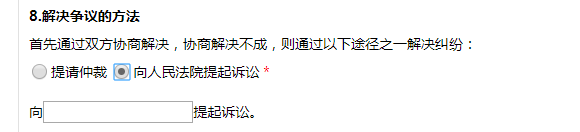 8.解决争议的方法
首先通过双方协商解决，协商解决不成，则通过以下途径之一解决纠纷：
提请仲裁 向人民法院提起诉讼 *
向 提起诉讼。